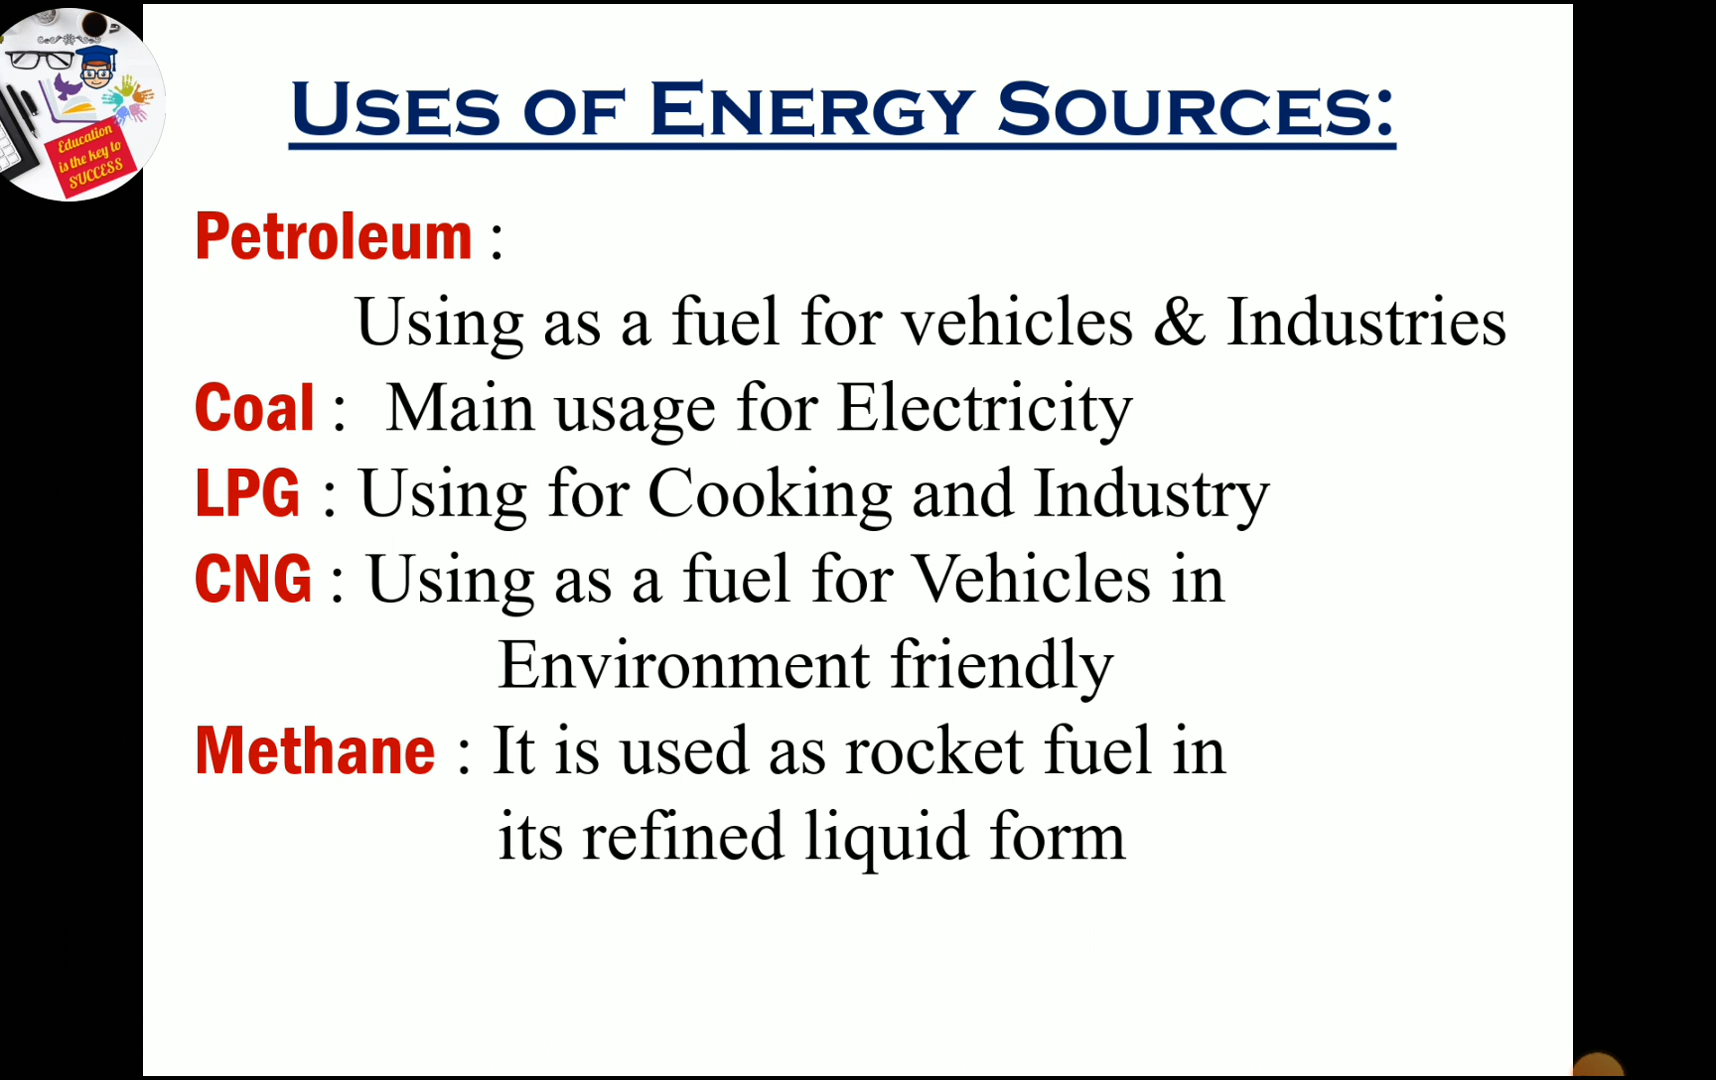 Education
is the key to
SUCCESS
USES OF ENERGY SOURCES:
Petroleum :
Using as a fuel for vehicles & Industries
Coal : Main usage for Electricity
LPG : Using for Cooking and Industry
CNG : Using as a fuel for Vehicles in
Environment friendly
Methane : It is used as rocket fuel in
its refined liquid form